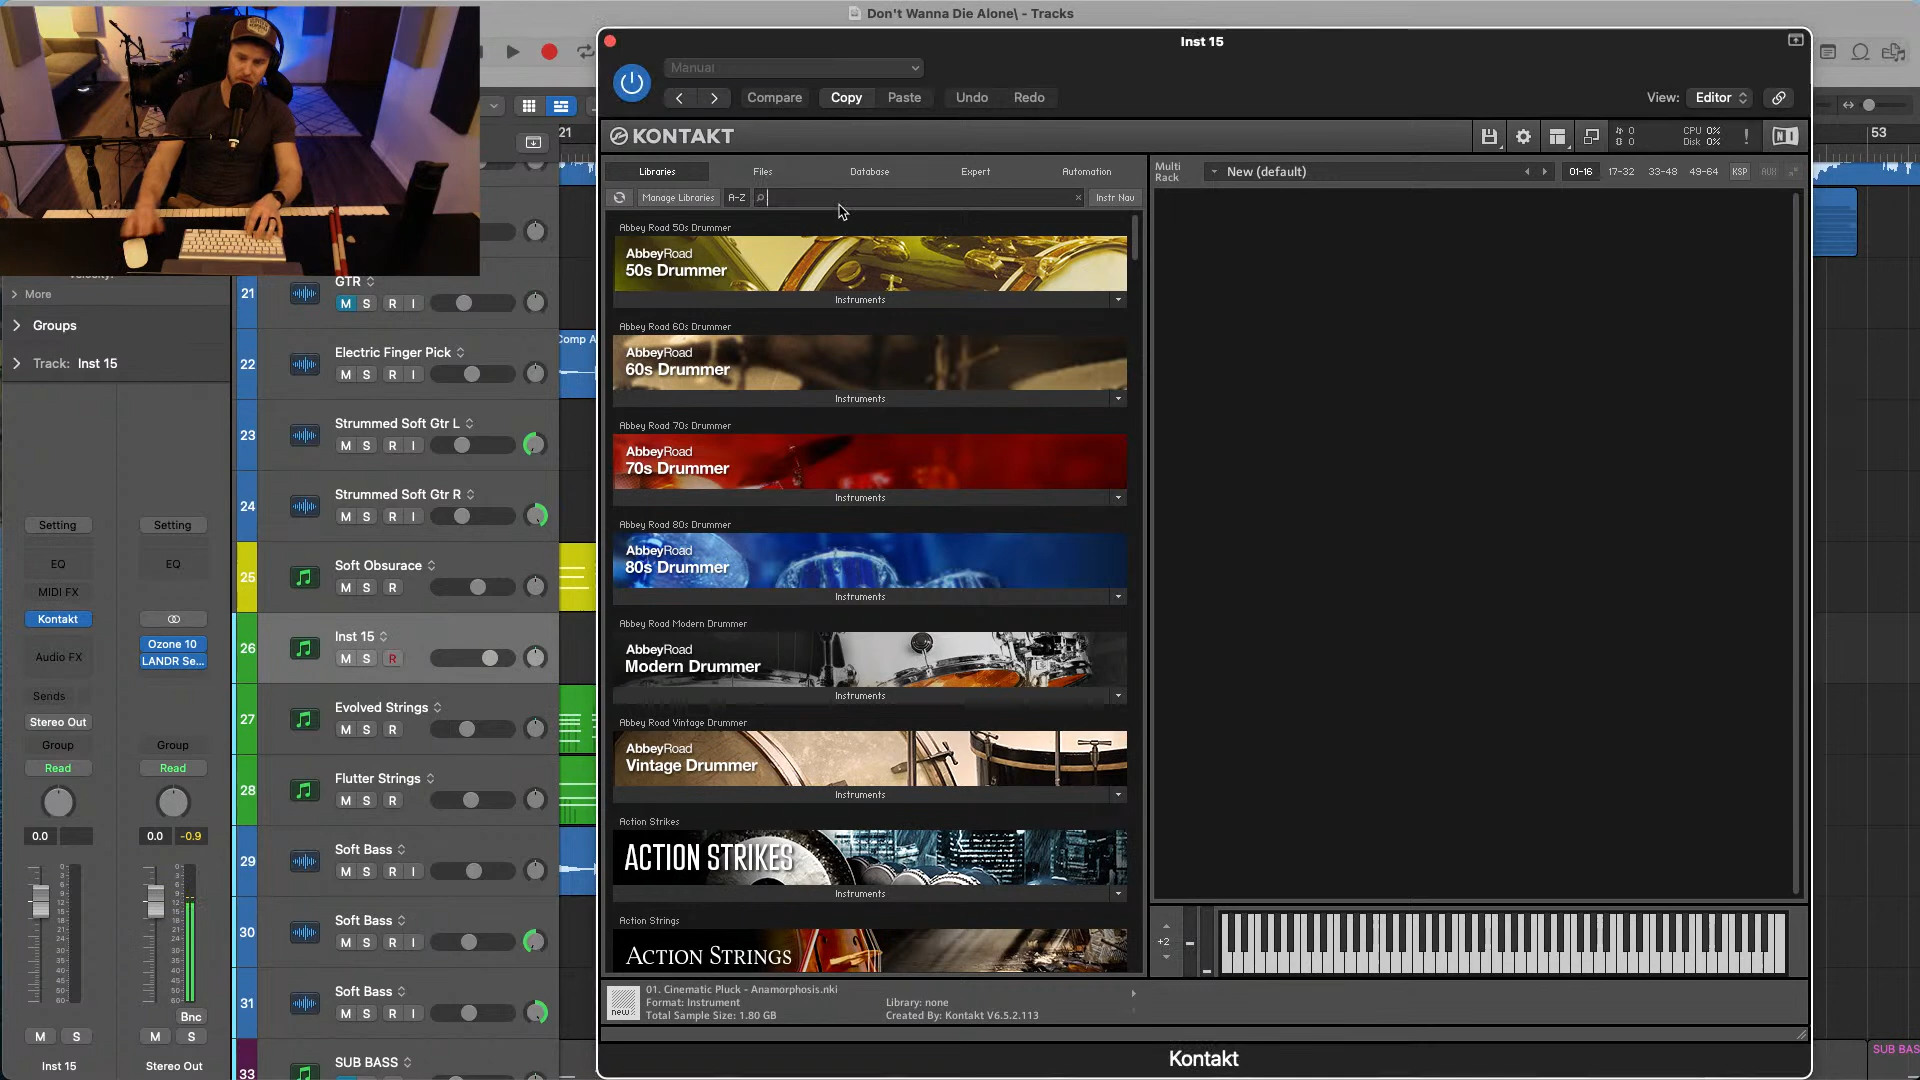 Don't Wanna Die Alone\ - Tracks
Inst 15
Manual
Compare
Copy
Paste
Undo
Redo
View:
Editor
KONTAKT
0
0
CPU 0%
Disk 0%
!
NI
Libraries
Files
Database
Expert
Automation
Manage Libraries
A-Z
Instr Nav
Multi
Rack
New (default)
01-16
17-32
33-48
49-64
KSP
AUX
21
53
Abbey Road 50s Drummer
AbbeyRoad
50s Drummer
Instruments
Abbey Road 60s Drummer
AbbeyRoad
60s Drummer
Instruments
Abbey Road 70s Drummer
AbbeyRoad
70s Drummer
Instruments
Abbey Road 80s Drummer
AbbeyRoad
80s Drummer
Instruments
Abbey Road Modern Drummer
AbbeyRoad
Modern Drummer
Instruments
Abbey Road Vintage Drummer
AbbeyRoad
Vintage Drummer
Instruments
Action Strikes
ACTION STRIKES
Instruments
Action Strings
ACTION STRINGS
+2
new
01. Cinematic Pluck - Anamorphosis.nki
Format: Instrument
Library: none
Total Sample Size: 1.80 GB
Created By: Kontakt V6.5.2.113
Kontakt
More
Groups
Track: Inst 15
Setting
Setting
EQ
EQ
MIDI FX
Kontakt
Audio FX
Ozone 10
LANDR Se...
Sends
Stereo Out
Group
Group
Read
Read
0.0
0.0
-0.9
Bnc
M
S
M
S
Inst 15
Stereo Out
21
GTR
M S R I
22
Electric Finger Pick
M S R I
Comp A
23
Strummed Soft Gtr L
M S R I
24
Strummed Soft Gtr R
M S R I
25
Soft Obsurace
M S R
26
Inst 15
M S R
27
Evolved Strings
M S R
28
Flutter Strings
M S R
29
Soft Bass
M S R I
30
Soft Bass
M S R I
31
Soft Bass
M S R I
33
SUB BASS
SUB BAS